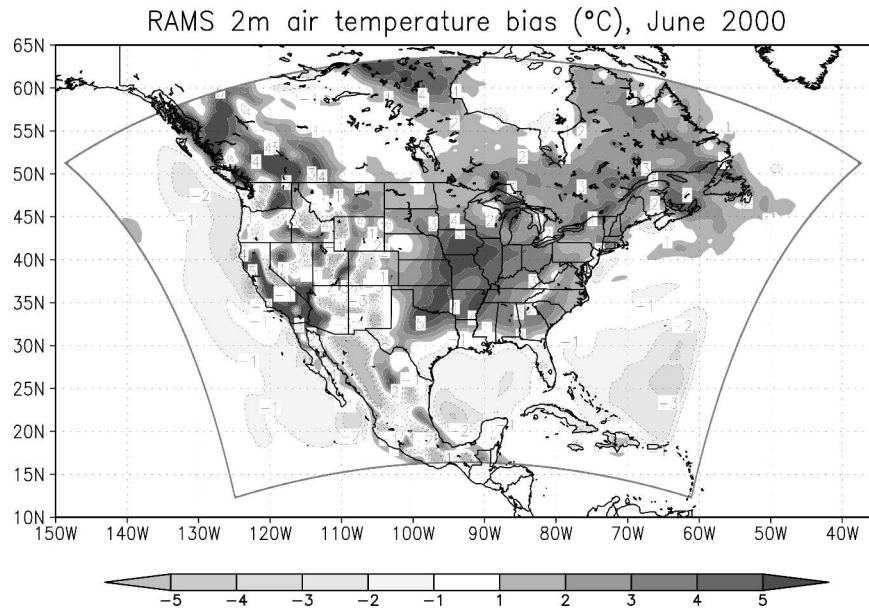 RAMS 2m air temperature bias (°C), June 2000
65N
60N
55N
50N
45N
40N
35N
30N
25N
20N
15N
10N
150W 140W 130W 120W 110W 100W 90W 80W 70W 60W 50W 40W
-5 -4 -3 -2 -1 1 2 3 4 5